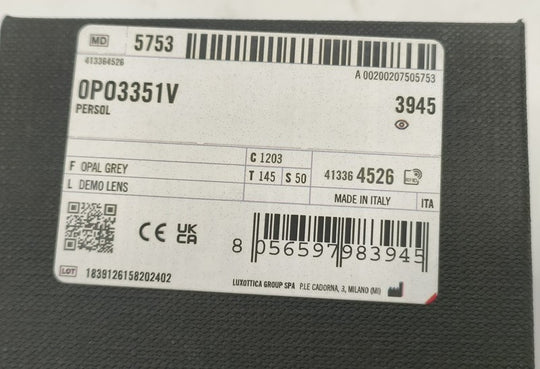 MD 5753
413364526
A 00200207505753
0PO3351V
3945
PERSOL
C 1203
F OPAL GREY
T 145 S 50
41336 4526
L DEMO LENS
MADE IN ITALY ITA
CE UK CA
8 056597 983945
LOT 1839126158202402
LUXOTTICA GROUP SPA P.LE CADORNA, 3, MILANO (MI)